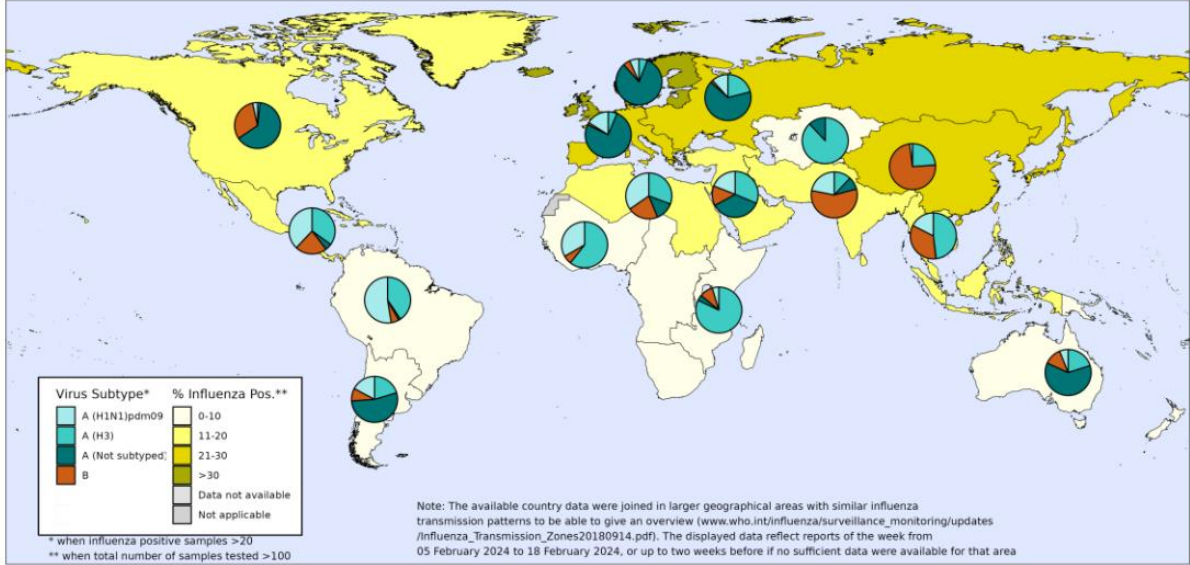 Virus Subtype*
A (H1N1)pdm09
A (H3)
A (Not subtyped)
B
% Influenza Pos.**
0-10
11-20
21-30
>30
Data not available
Not applicable
* when influenza positive samples >20
** when total number of samples tested >100
Note: The available country data were joined in larger geographical areas with similar influenza
transmission patterns to be able to give an overview (www.who.int/influenza/surveillance_monitoring/updates
/Influenza_Transmission_Zones20180914.pdf). The displayed data reflect reports of the week from
05 February 2024 to 18 February 2024, or up to two weeks before if no sufficient data were available for that area